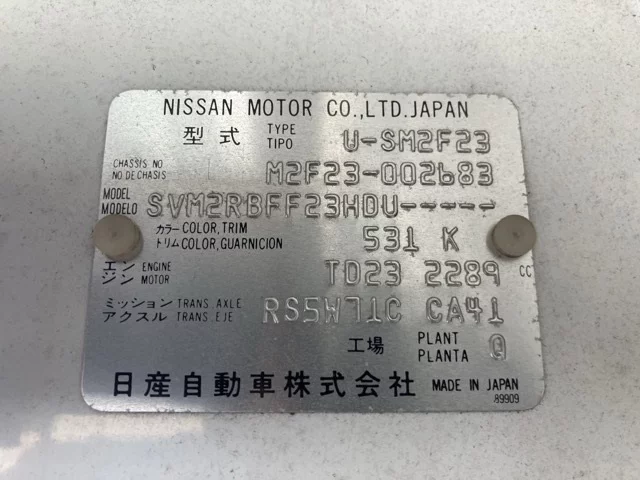 NISSAN MOTOR CO.,LTD.JAPAN
型式 TYPE TIPO U-SM2F23
CHASSIS NO NO DE CHASIS M2F23-002683
MODEL MODELO SVM2RBFF23HDU-----
カラー COLOR,TRIM トリム COLOR,GUARNICION 531 K
エンジン ENGINE MOTOR TD23 2289 CC
ミッション TRANS. AXLE アクスル TRANS. EJE RS5W71C CA41
工場 PLANT PLANTA Q
日産自動車株式会社 MADE IN JAPAN
89909